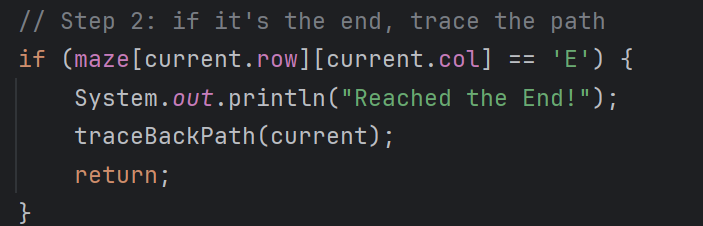 // Step 2: if it's the end, trace the path
if (maze[current.row][current.col] == 'E') {
    System.out.println("Reached the End!");
    traceBackPath(current);
    return;
}